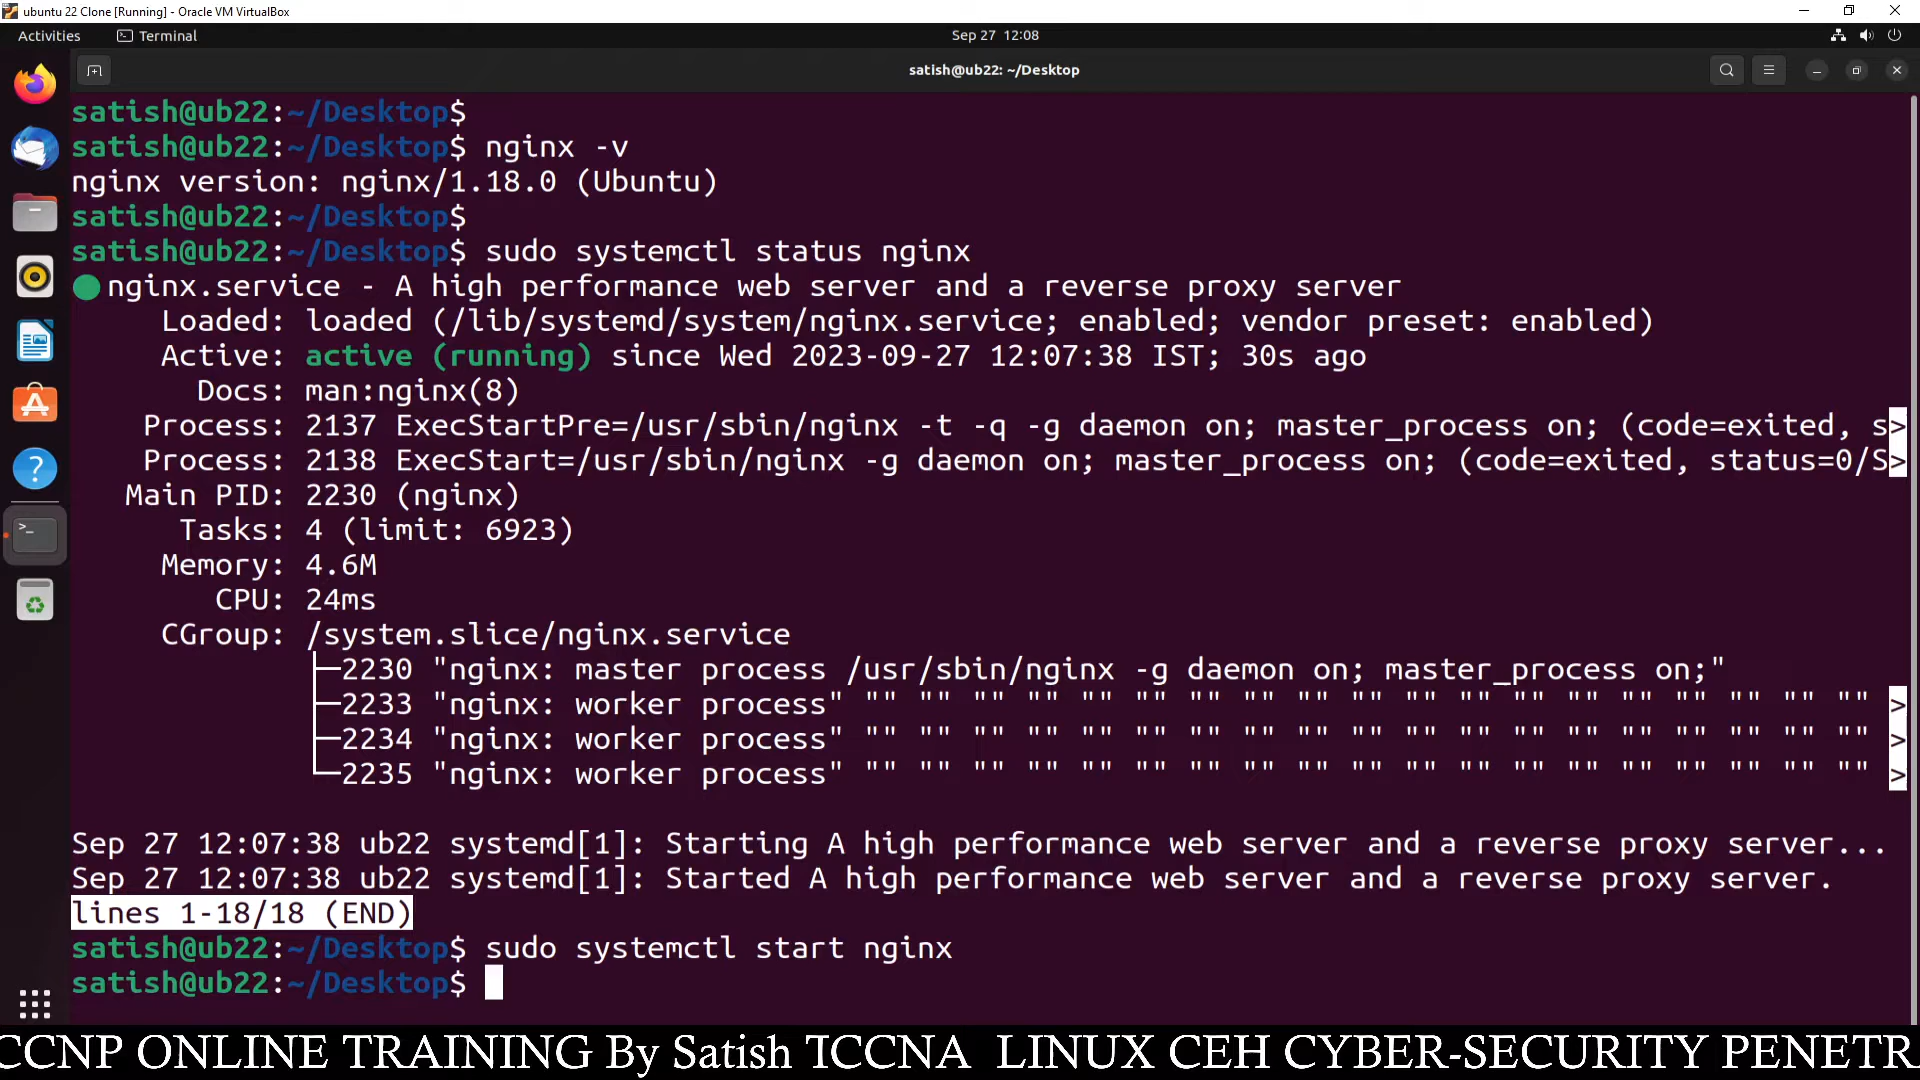 ubuntu 22 Clone [Running] - Oracle VM VirtualBox
Activities Terminal Sep 27 12:08
satish@ub22: ~/Desktop
satish@ub22:~/Desktop$
satish@ub22:~/Desktop$ nginx -v
nginx version: nginx/1.18.0 (Ubuntu)
satish@ub22:~/Desktop$
satish@ub22:~/Desktop$ sudo systemctl status nginx
● nginx.service - A high performance web server and a reverse proxy server
Loaded: loaded (/lib/systemd/system/nginx.service; enabled; vendor preset: enabled)
Active: active (running) since Wed 2023-09-27 12:07:38 IST; 30s ago
Docs: man:nginx(8)
Process: 2137 ExecStartPre=/usr/sbin/nginx -t -q -g daemon on; master_process on; (code=exited, s>
Process: 2138 ExecStart=/usr/sbin/nginx -g daemon on; master_process on; (code=exited, status=0/S>
Main PID: 2230 (nginx)
Tasks: 4 (limit: 6923)
Memory: 4.6M
CPU: 24ms
CGroup: /system.slice/nginx.service
├─2230 "nginx: master process /usr/sbin/nginx -g daemon on; master_process on;"
├─2233 "nginx: worker process" "" "" "" "" "" "" "" "" "" "" "" "" "" "" "" "" "" "" "" >
├─2234 "nginx: worker process" "" "" "" "" "" "" "" "" "" "" "" "" "" "" "" "" "" "" "" >
└─2235 "nginx: worker process" "" "" "" "" "" "" "" "" "" "" "" "" "" "" "" "" "" "" "" >
Sep 27 12:07:38 ub22 systemd[1]: Starting A high performance web server and a reverse proxy server...
Sep 27 12:07:38 ub22 systemd[1]: Started A high performance web server and a reverse proxy server.
lines 1-18/18 (END)
satish@ub22:~/Desktop$ sudo systemctl start nginx
satish@ub22:~/Desktop$
CCNP ONLINE TRAINING By Satish TCCNA LINUX CEH CYBER-SECURITY PENETR